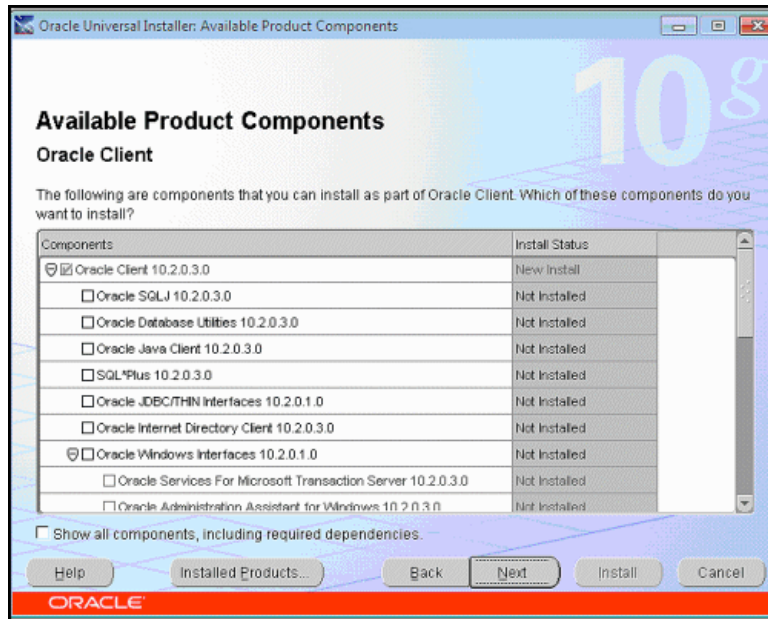 Oracle Universal Installer: Available Product Components
10g
Available Product Components
Oracle Client
The following are components that you can install as part of Oracle Client. Which of these components do you
want to install?
Components Install Status
Oracle Client 10.2.0.3.0 New Install
Oracle SQLJ 10.2.0.3.0 Not Installed
Oracle Database Utilities 10.2.0.3.0 Not Installed
Oracle Java Client 10.2.0.3.0 Not Installed
SQL*Plus 10.2.0.3.0 Not Installed
Oracle JDBC/THIN Interfaces 10.2.0.1.0 Not Installed
Oracle Internet Directory Client 10.2.0.3.0 Not Installed
Oracle Windows Interfaces 10.2.0.1.0 Not Installed
Oracle Services For Microsoft Transaction Server 10.2.0.3.0 Not Installed
Oracle Administration Assistant for Windows 10.2.0.3.0 Not Installed
Show all components, including required dependencies.
Help Installed Products... Back Next Install Cancel
ORACLE